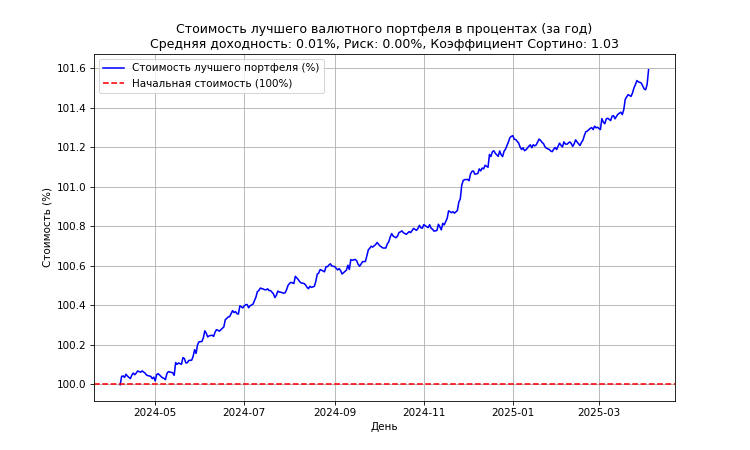 Стоимость лучшего валютного портфеля в процентах (за год)
Средняя доходность: 0.01%, Риск: 0.00%, Коэффициент Сортино: 1.03
Стоимость лучшего портфеля (%)
Начальная стоимость (100%)
Стоимость (%)
101.6
101.4
101.2
101.0
100.8
100.6
100.4
100.2
100.0
2024-05
2024-07
2024-09
2024-11
2025-01
2025-03
День